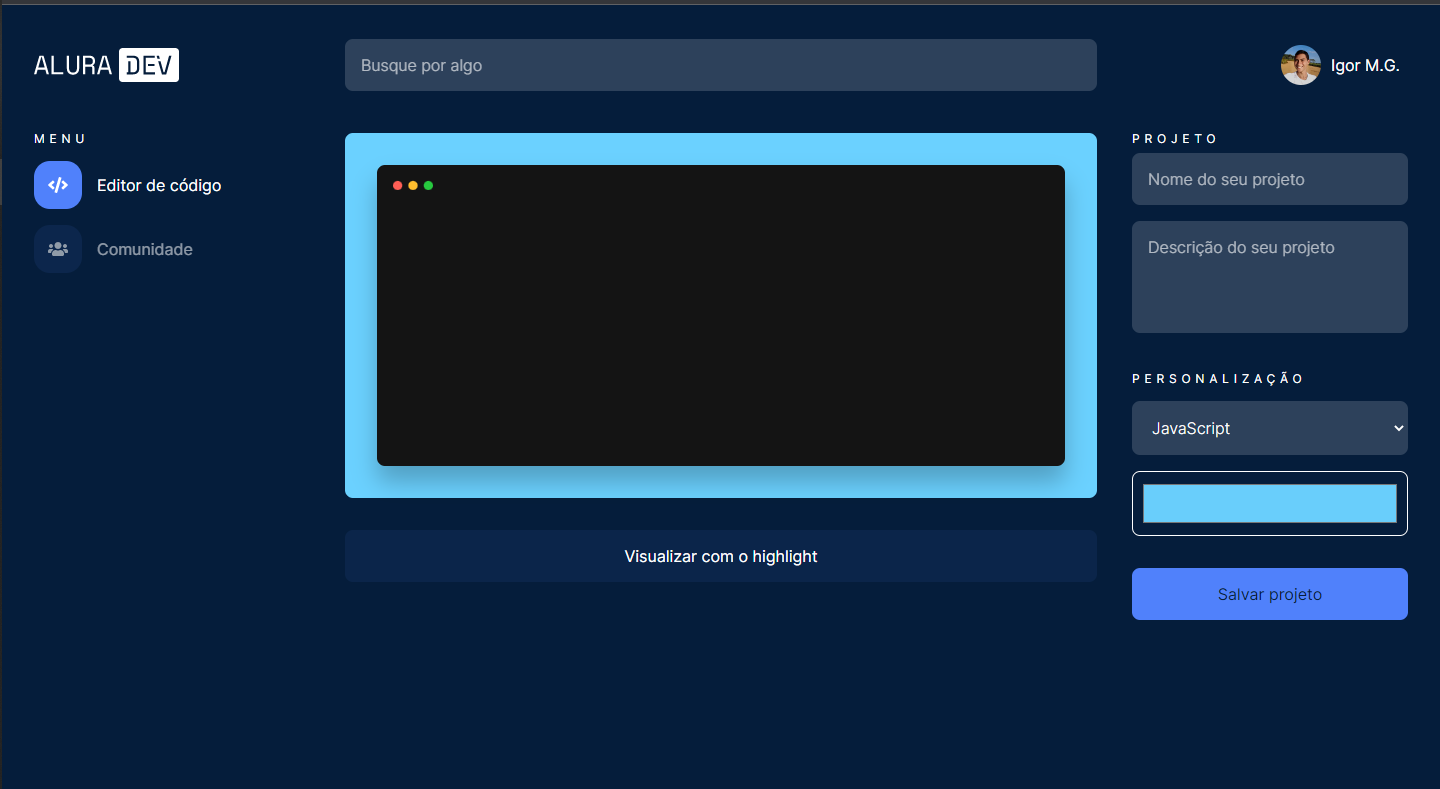 ALURA DEV
Busque por algo
Igor M.G.
MENU
Editor de código
Comunidade
PROJETO
Nome do seu projeto
Descrição do seu projeto
PERSONALIZAÇÃO
JavaScript
Visualizar com o highlight
Salvar projeto